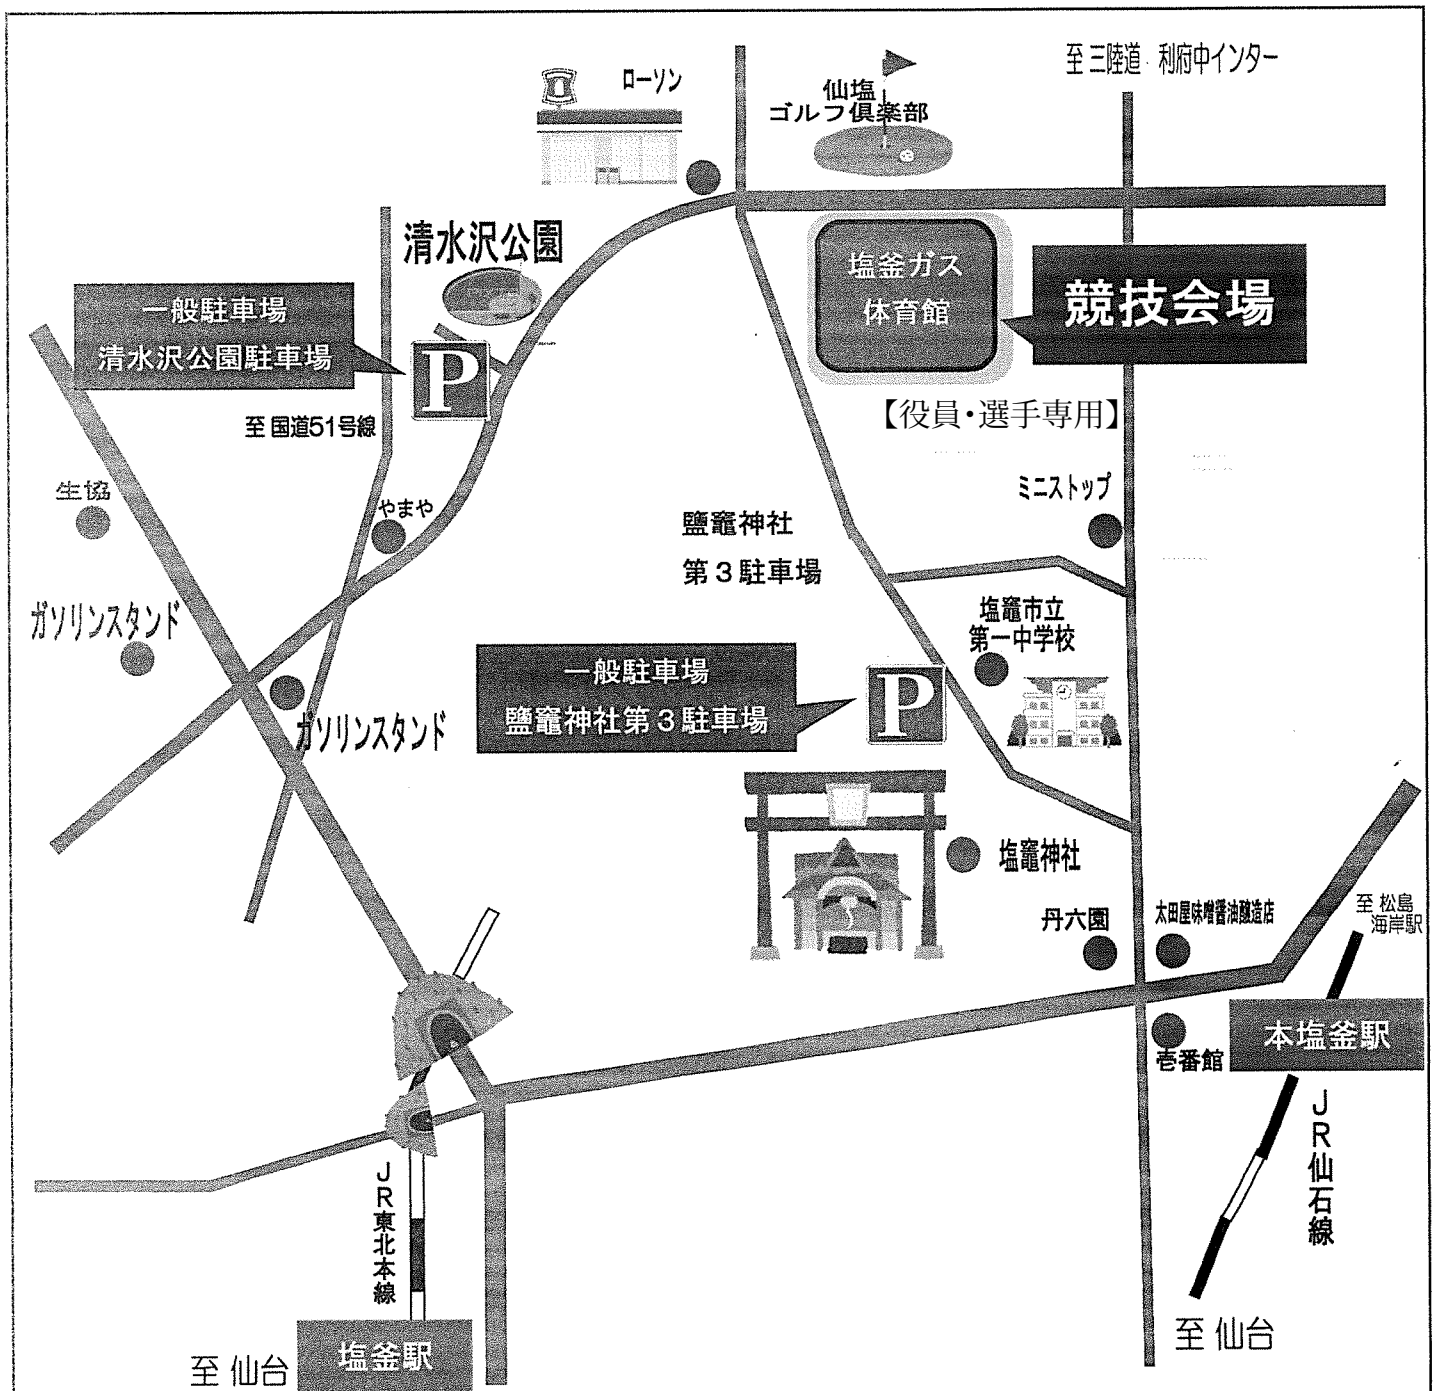 至 三陸道 利府中インター
ローソン
仙塩
ゴルフ倶楽部
清水沢公園
塩釜ガス
体育館
競技会場
一般駐車場
清水沢公園駐車場
P
【役員・選手専用】
至 国道51号線
生協
やまや
ミニストップ
鹽竈神社
第3駐車場
ガソリンスタンド
塩竈市立
第一中学校
一般駐車場
鹽竈神社第3駐車場
P
ガソリンスタンド
塩竈神社
丹六園
太田屋味噌醤油醸造店
至 松島
海岸駅
本塩釜駅
壱番館
JR仙石線
JR東北本線
至 仙台
塩釜駅
至 仙台